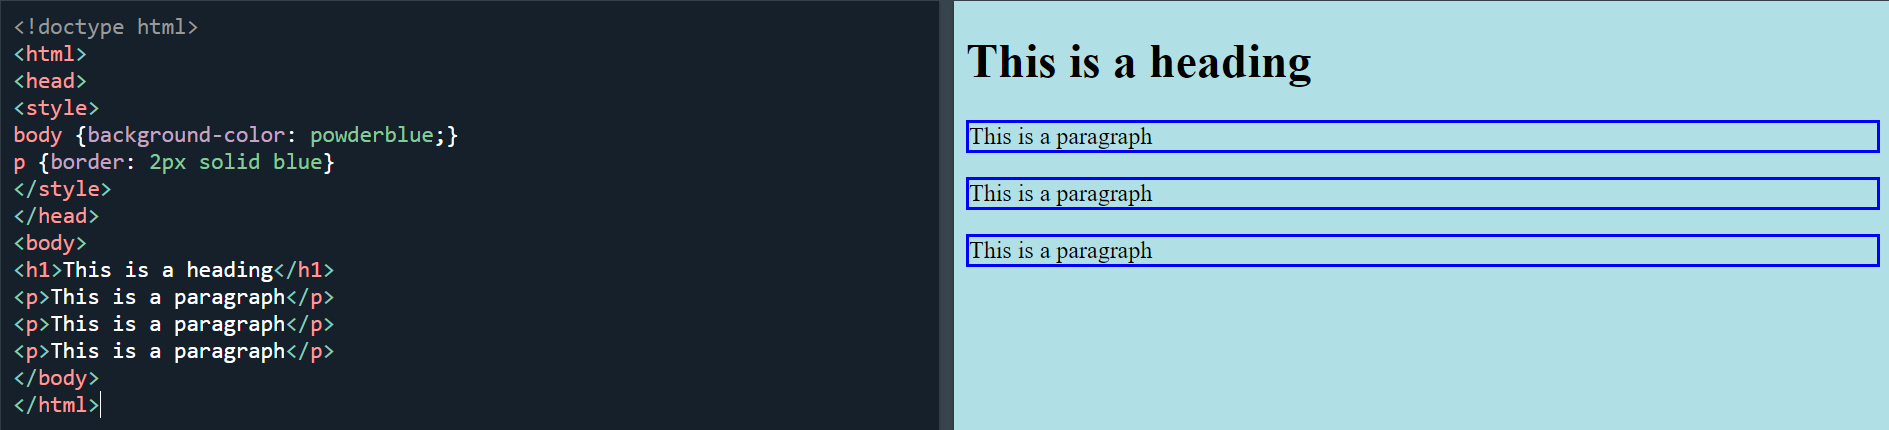 <!doctype html>
<html>
<head>
<style>
body {background-color: powderblue;}
p {border: 2px solid blue}
</style>
</head>
<body>
<h1>This is a heading</h1>
<p>This is a paragraph</p>
<p>This is a paragraph</p>
<p>This is a paragraph</p>
</body>
</html>
This is a heading
This is a paragraph
This is a paragraph
This is a paragraph